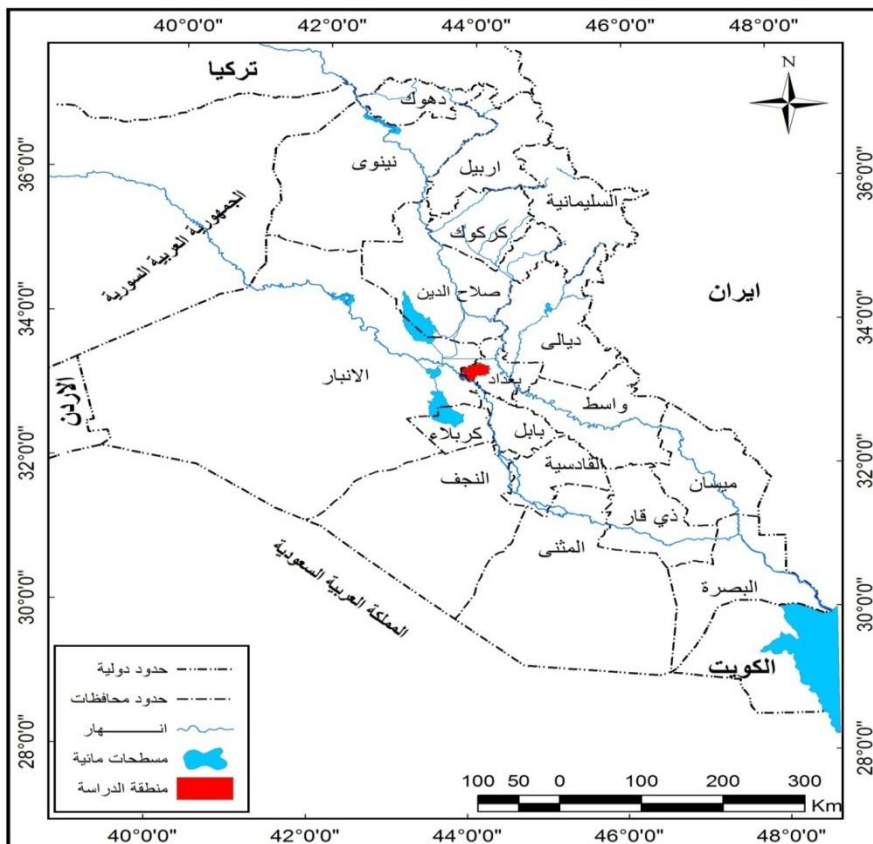 40°0'0"
42°0'0"
44°0'0"
46°0'0"
48°0'0"
N
تركيا
دهوك
نينوى
اربيل
36°0'0"
36°0'0"
السليمانية
كركوك
الجمهورية العربية السورية
صلاح الدين
ايران
34°0'0"
34°0'0"
ديالى
الانبار
بغداد
الاردن
واسط
كربلاء
بابل
32°0'0"
32°0'0"
النجف
القادسية
ميسان
ذي قار
المثنى
المملكة العربية السعودية
البصرة
30°0'0"
30°0'0"
الكويت
حدود دولية
حدود محافظات
انـــــــهار
مسطحات مائية
منطقة الدراسة
28°0'0"
28°0'0"
100 50 0 100 200 300
Km
40°0'0"
42°0'0"
44°0'0"
46°0'0"
48°0'0"